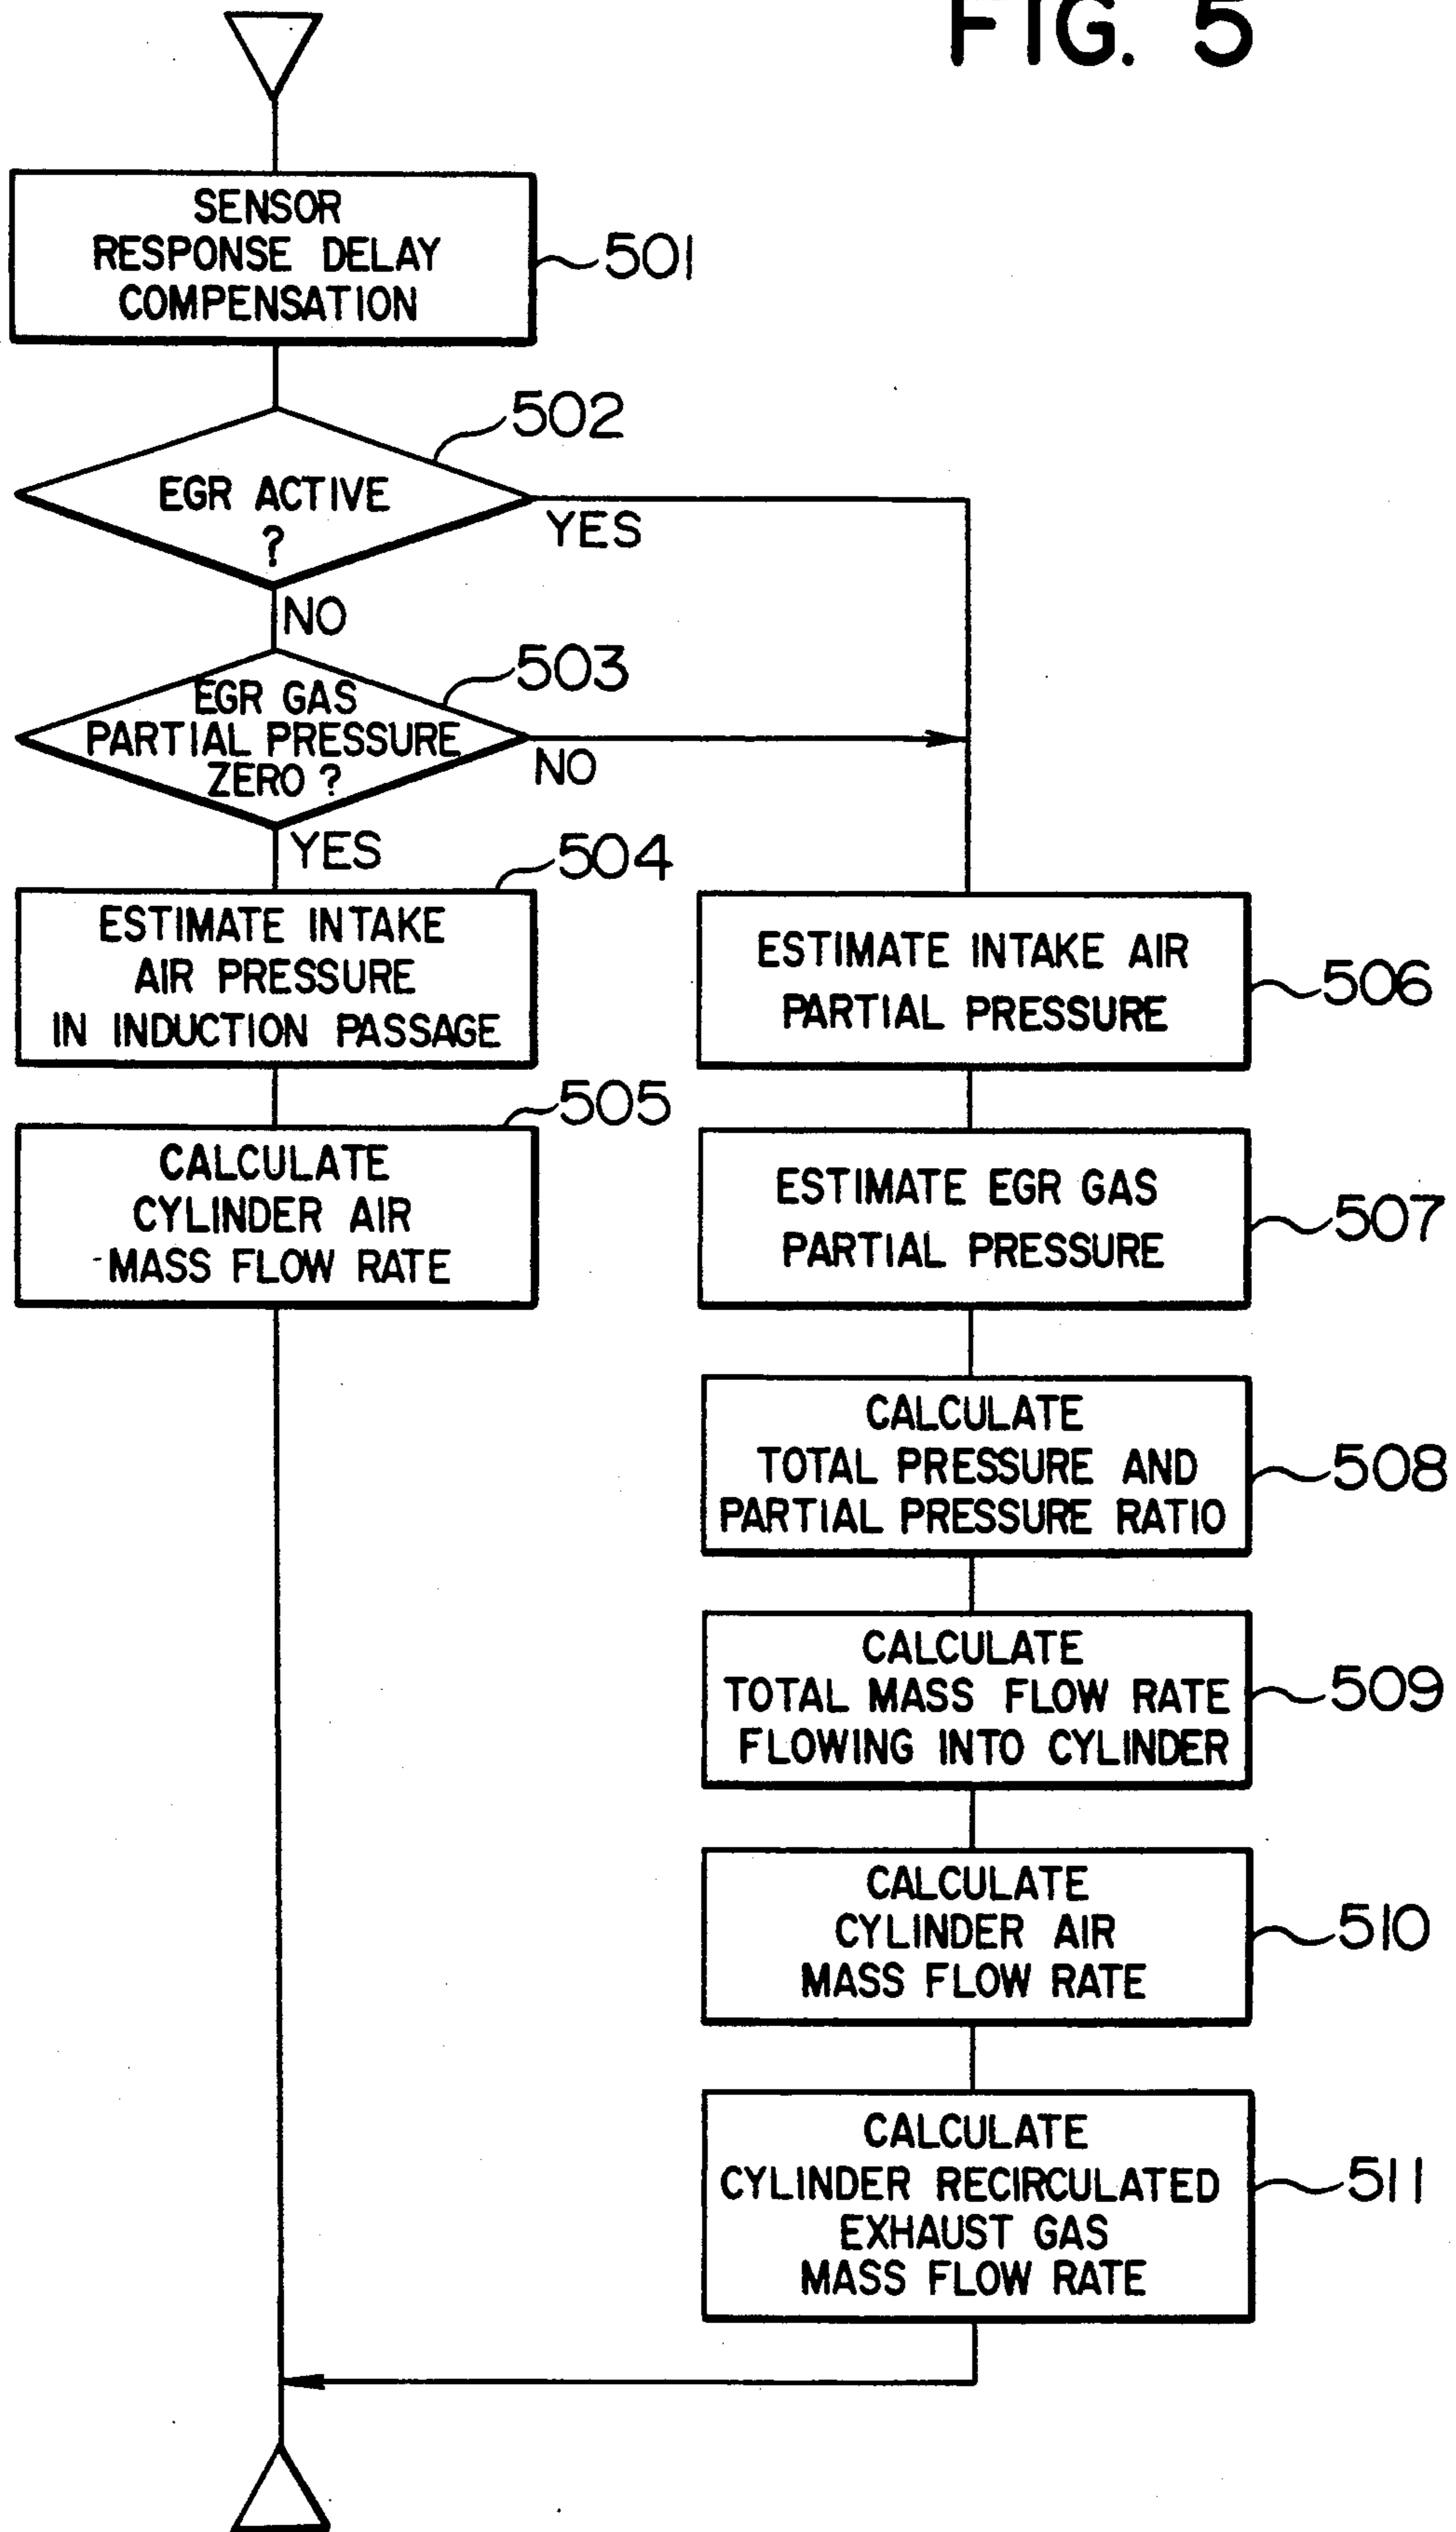 FIG. 5
SENSOR
RESPONSE DELAY
COMPENSATION
501
502
EGR ACTIVE
?
YES
NO
503
EGR GAS
PARTIAL PRESSURE
ZERO ?
NO
YES
504
ESTIMATE INTAKE
AIR PRESSURE
IN INDUCTION PASSAGE
505
CALCULATE
CYLINDER AIR
MASS FLOW RATE
ESTIMATE INTAKE AIR
PARTIAL PRESSURE
506
ESTIMATE EGR GAS
PARTIAL PRESSURE
507
CALCULATE
TOTAL PRESSURE AND
PARTIAL PRESSURE RATIO
508
CALCULATE
TOTAL MASS FLOW RATE
FLOWING INTO CYLINDER
509
CALCULATE
CYLINDER AIR
MASS FLOW RATE
510
CALCULATE
CYLINDER RECIRCULATED
EXHAUST GAS
MASS FLOW RATE
511